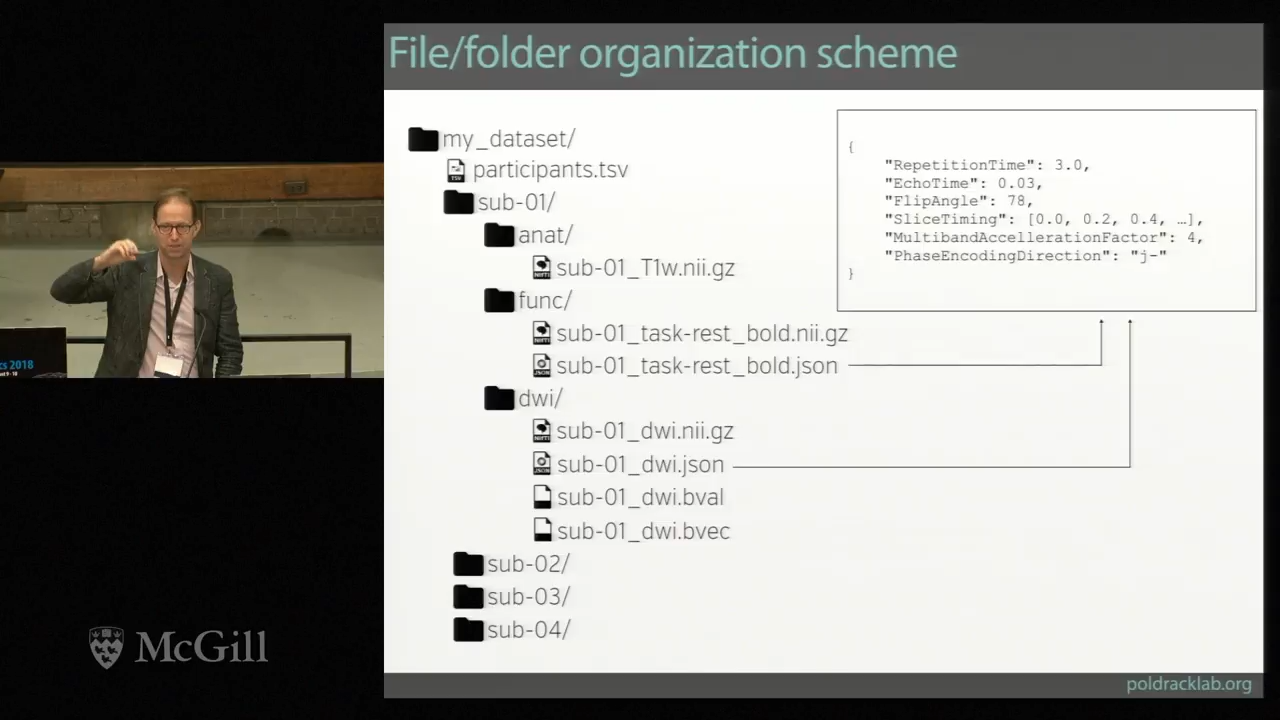 File/folder organization scheme
my_dataset/
participants.tsv
sub-01/
anat/
sub-01_T1w.nii.gz
func/
sub-01_task-rest_bold.nii.gz
sub-01_task-rest_bold.json
dwi/
sub-01_dwi.nii.gz
sub-01_dwi.json
sub-01_dwi.bval
sub-01_dwi.bvec
sub-02/
sub-03/
sub-04/
{
"RepetitionTime": 3.0,
"EchoTime": 0.03,
"FlipAngle": 78,
"SliceTiming": [0.0, 0.2, 0.4, …],
"MultibandAccellerationFactor": 4,
"PhaseEncodingDirection": "j-"
}
poldracklab.org
cs 2018
McGill